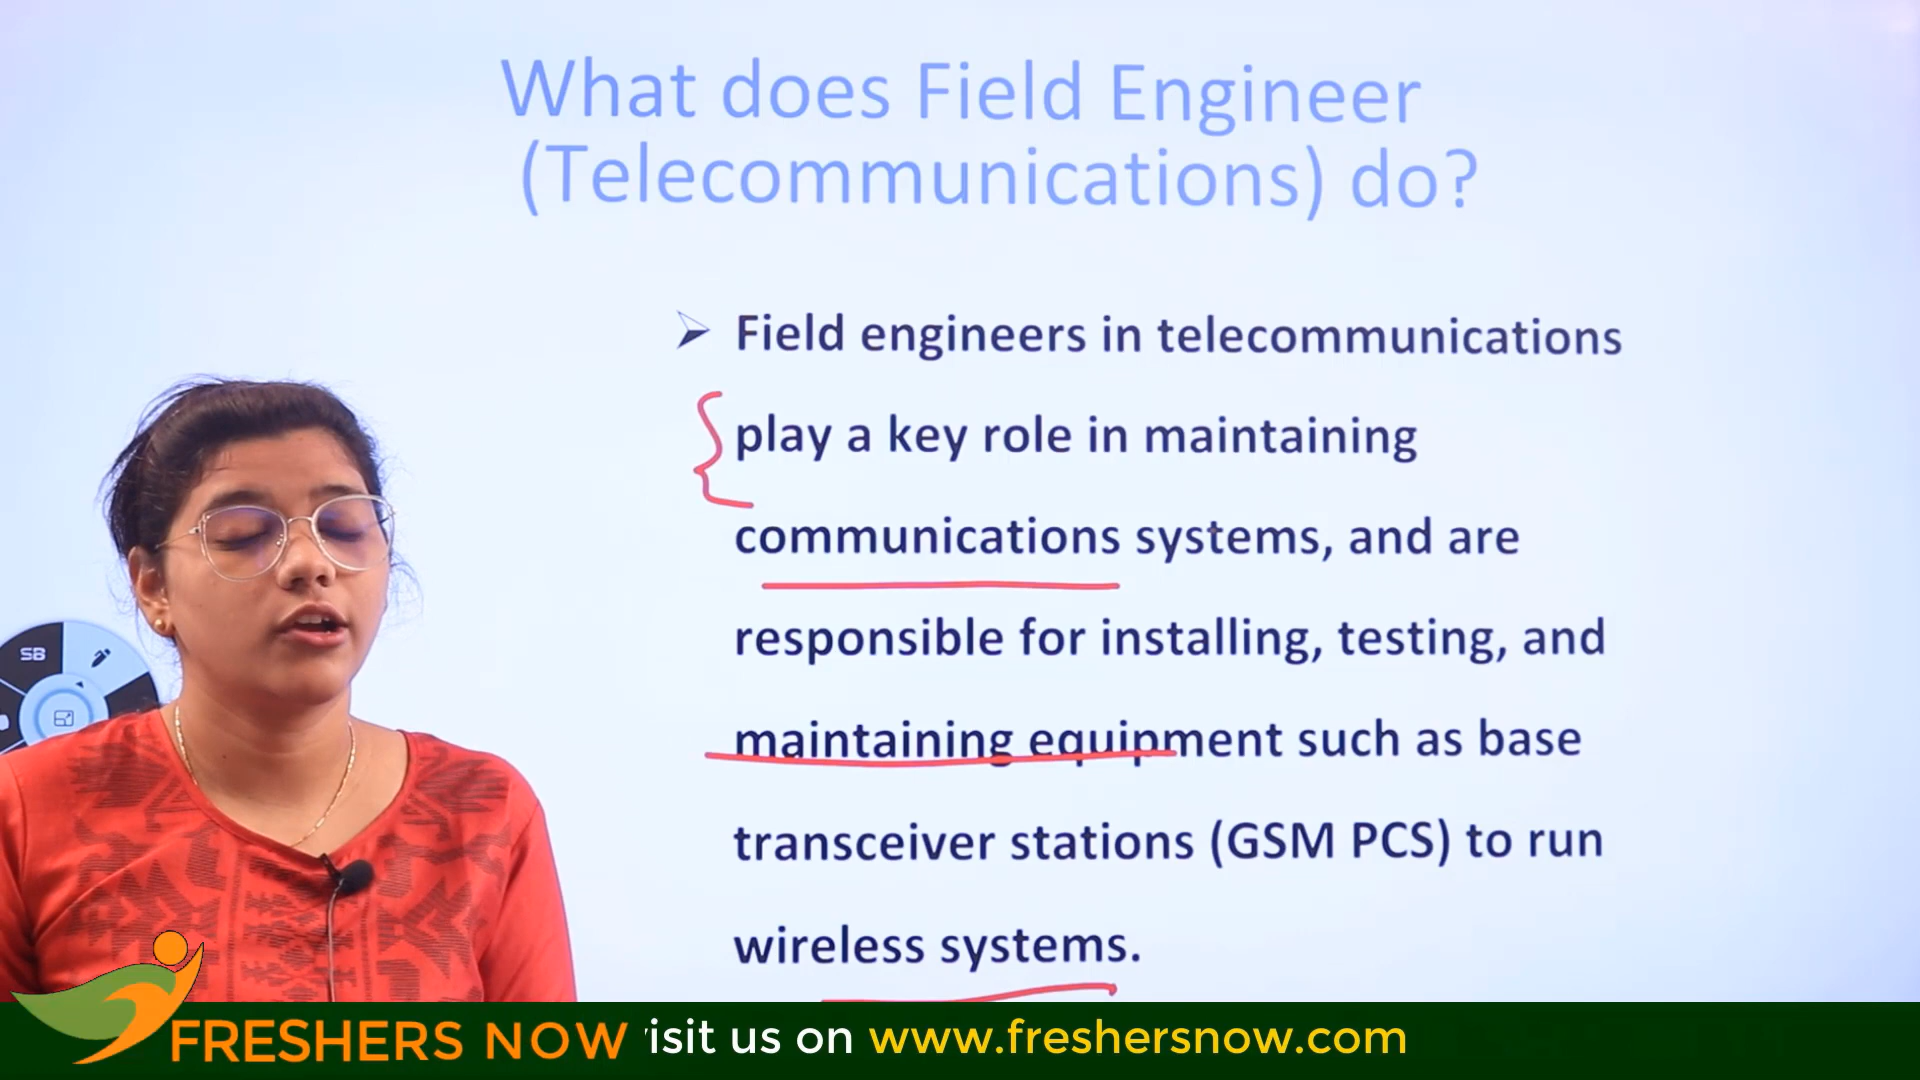 What does Field Engineer
(Telecommunications) do?
Field engineers in telecommunications
play a key role in maintaining
communications systems, and are
responsible for installing, testing, and
maintaining equipment such as base
transceiver stations (GSM PCS) to run
wireless systems.
SB
FRESHERS NOW
isit us on www.freshersnow.com